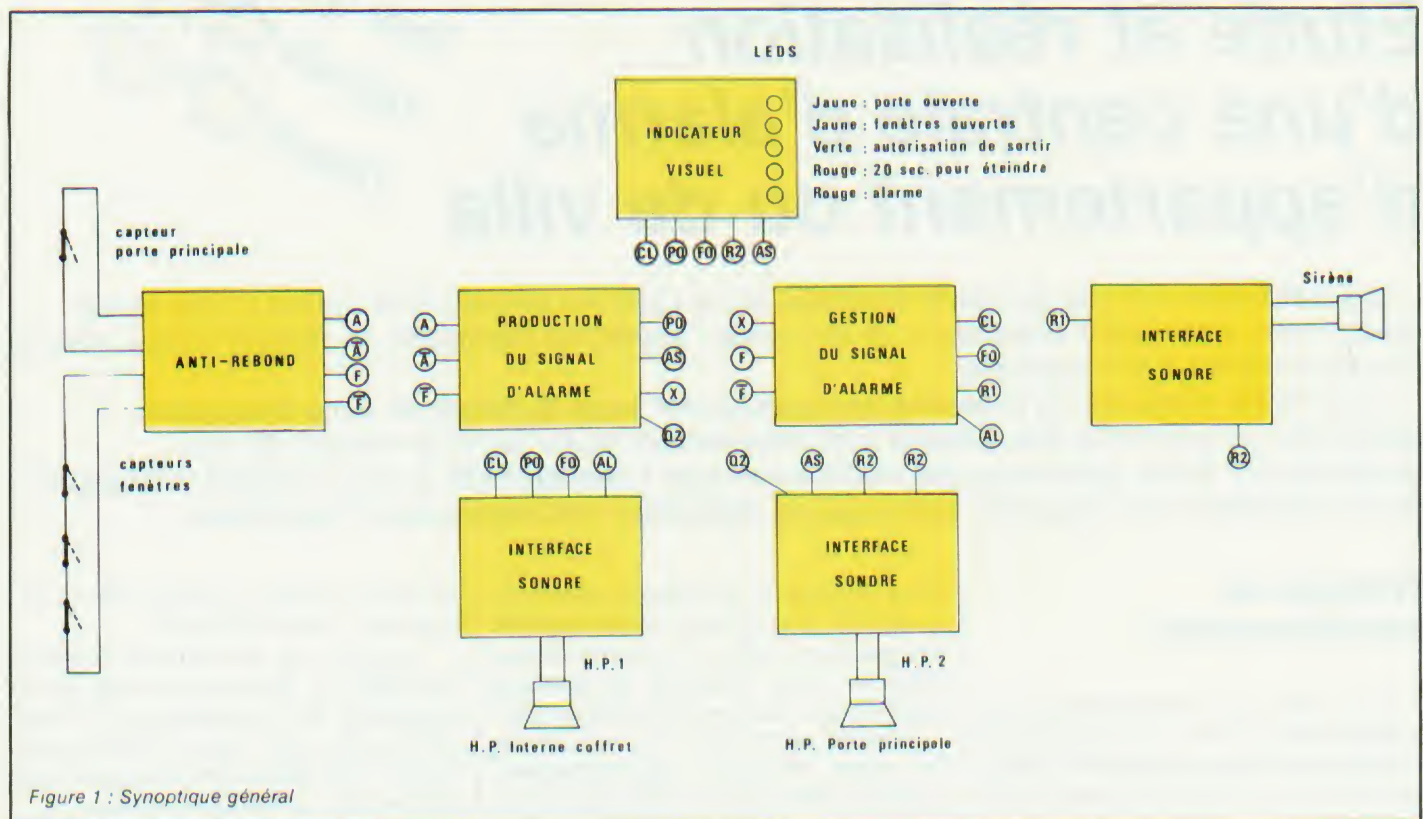 LEDS
INDICATEUR
VISUEL
Jaune : porte ouverte
Jaune : fenêtres ouvertes
Verte : autorisation de sortir
Rouge : 20 sec. pour éteindre
Rouge : alarme
CL PO FO R2 AS
capteur
porte principale
ANTI-REBOND
A
A̅
F
F̅
capteurs
fenêtres
A
A̅
F̅
PRODUCTION
DU SIGNAL
D'ALARME
PO
AS
X
Q2
X
F
F̅
GESTION
DU SIGNAL
D'ALARME
CL
FO
R1
AL
R1
INTERFACE
SONORE
Sirène
R2
CL PO FO AL
INTERFACE
SONORE
H.P. 1
H.P. Interne coffret
Q2 AS R2 R2
INTERFACE
SONDRE
H.P. 2
H.P. Porte principale
Figure 1 : Synoptique général